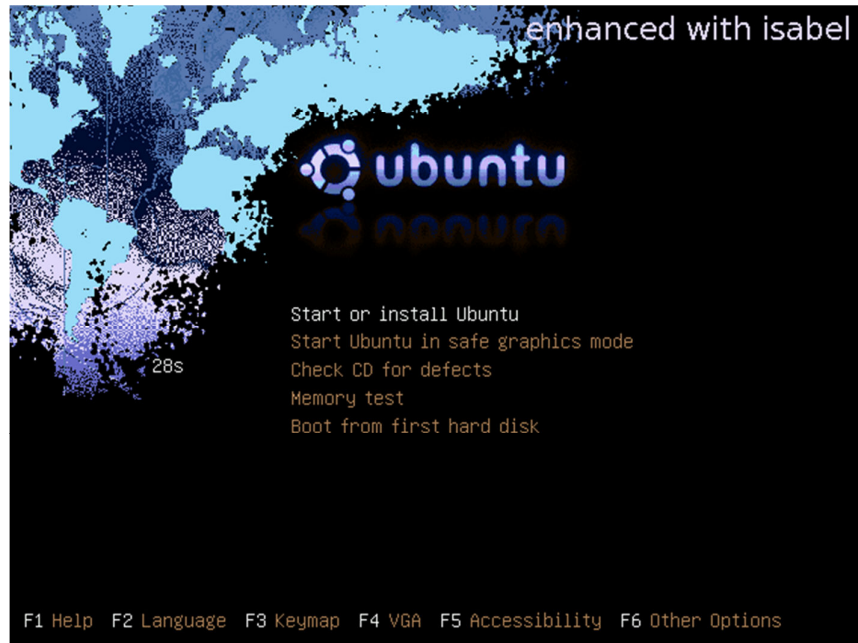 enhanced with isabel
ubuntu
Start or install Ubuntu
Start Ubuntu in safe graphics mode
28s
Check CD for defects
Memory test
Boot from first hard disk
F1 Help F2 Language F3 Keymap F4 VGA F5 Accessibility F6 Other Options